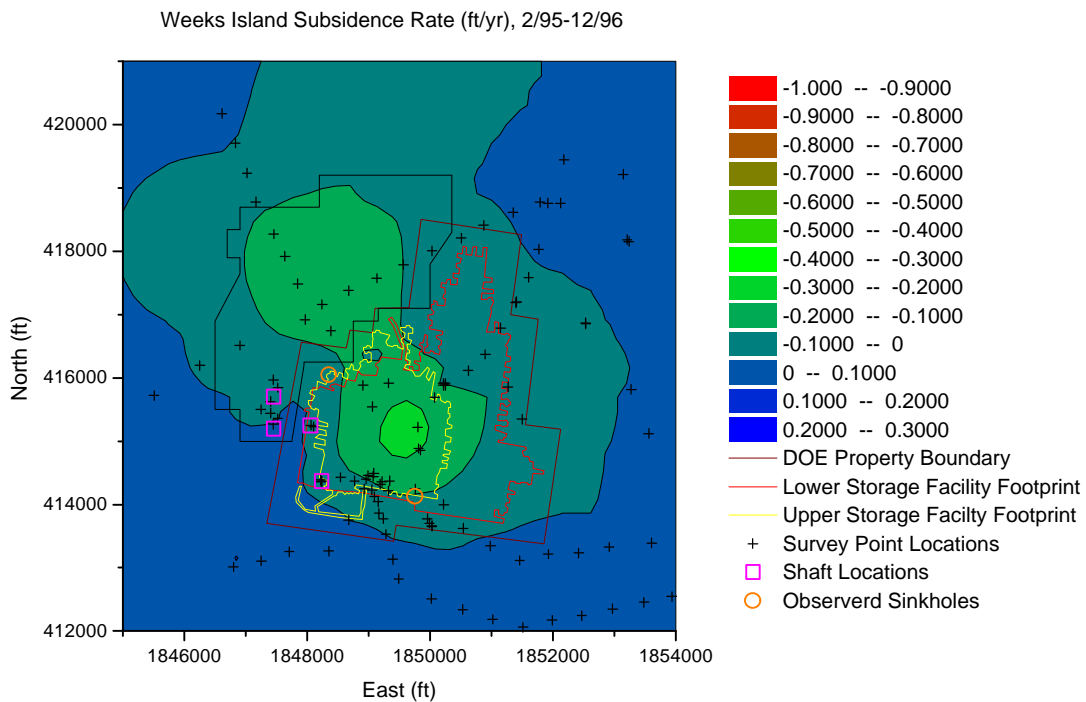 Weeks Island Subsidence Rate (ft/yr), 2/95-12/96
North (ft)
420000
418000
416000
414000
412000
1846000 1848000 1850000 1852000 1854000
East (ft)
-1.000 -- -0.9000
-0.9000 -- -0.8000
-0.8000 -- -0.7000
-0.7000 -- -0.6000
-0.6000 -- -0.5000
-0.5000 -- -0.4000
-0.4000 -- -0.3000
-0.3000 -- -0.2000
-0.2000 -- -0.1000
-0.1000 -- 0
0 -- 0.1000
0.1000 -- 0.2000
0.2000 -- 0.3000
DOE Property Boundary
Lower Storage Facility Footprint
Upper Storage Facilty Footprint
Survey Point Locations
Shaft Locations
Observerd Sinkholes